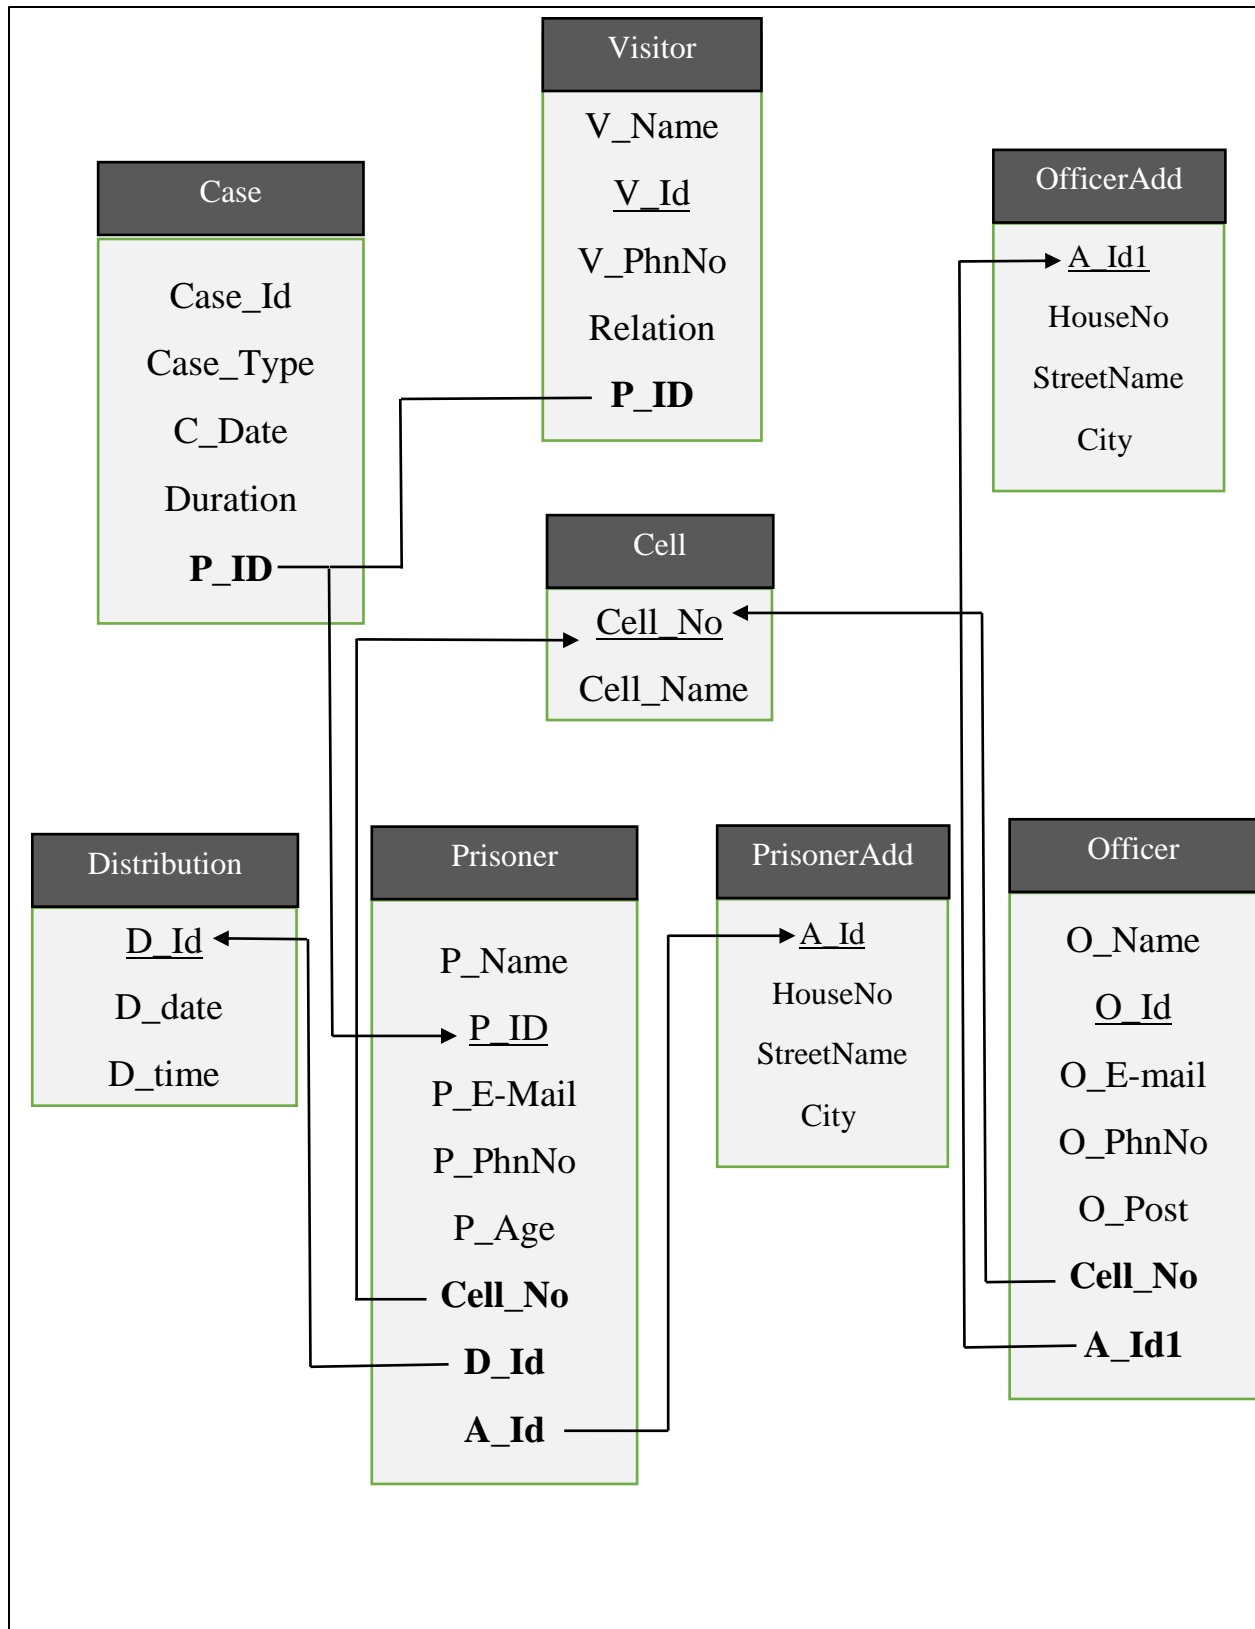 Visitor
V_Name
V_Id
V_PhnNo
Relation
P_ID
Case
Case_Id
Case_Type
C_Date
Duration
P_ID
OfficerAdd
A_Id1
HouseNo
StreetName
City
Cell
Cell_No
Cell_Name
Distribution
D_Id
D_date
D_time
Prisoner
P_Name
P_ID
P_E-Mail
P_PhnNo
P_Age
Cell_No
D_Id
A_Id
PrisonerAdd
A_Id
HouseNo
StreetName
City
Officer
O_Name
O_Id
O_E-mail
O_PhnNo
O_Post
Cell_No
A_Id1